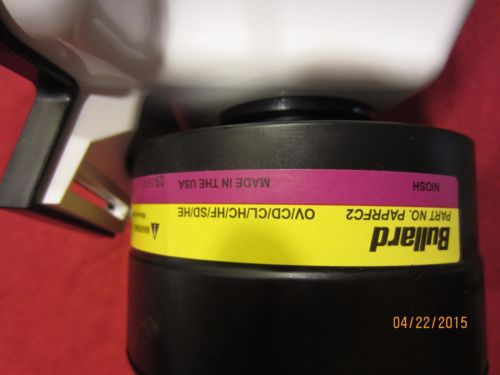 Bullard
PART NO. PAPRFC2
OV/CD/CL/HC/HF/SD/HE
NIOSH
MADE IN THE USA
04/22/2015